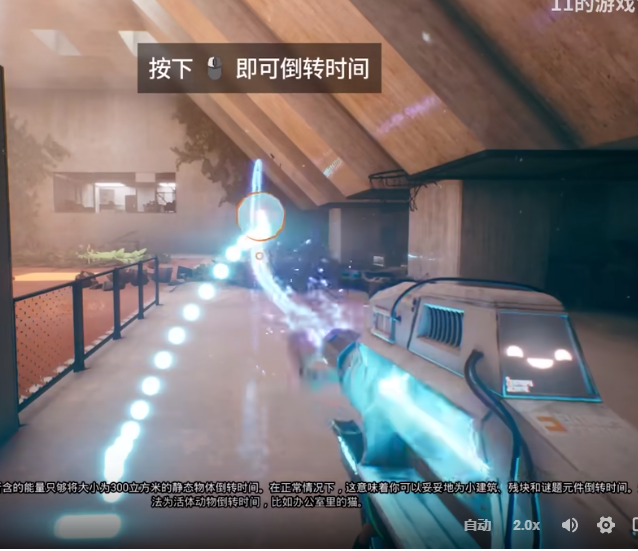 11的游戏
按下 即可倒转时间
含的能量只够将大小为300立方米的静态物体倒转时间。在正常情况下，这意味着你可以妥妥地为小建筑、残块和谜题元件倒转时间。
法为活体动物倒转时间，比如办公室里的猫。
自动 2.0x